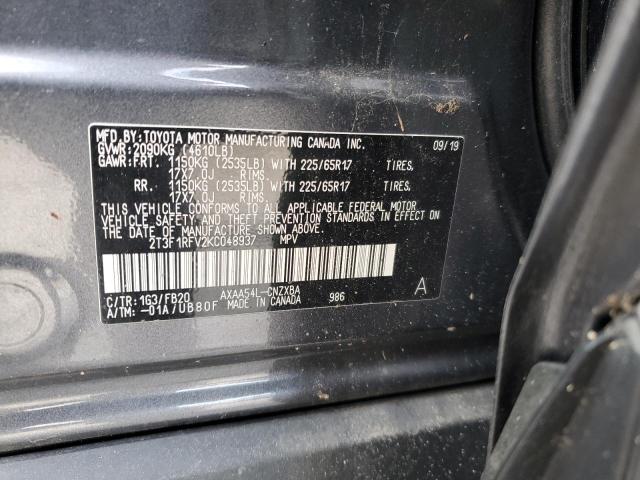 MFD.BY:TOYOTA MOTOR MANUFACTURING CANADA INC. 09/19
GVWR:2090KG (4610LB)
GAWR:FRT. 1150KG (2535LB) WITH 225/65R17 TIRES,
17X7.0J RIMS.
RR. 1150KG (2535LB) WITH 225/65R17 TIRES,
17X7.0J RIMS.
THIS VEHICLE CONFORMS TO ALL APPLICABLE FEDERAL MOTOR
VEHICLE SAFETY AND THEFT PREVENTION STANDARDS IN EFFECT ON
THE DATE OF MANUFACTURE SHOWN ABOVE.
2T3F1RFV2KC048937 MPV
A
C/TR:1G3/FB20 AXAA54L-CNZXBA
A/TM:-01A/UB80F MADE IN CANADA 986